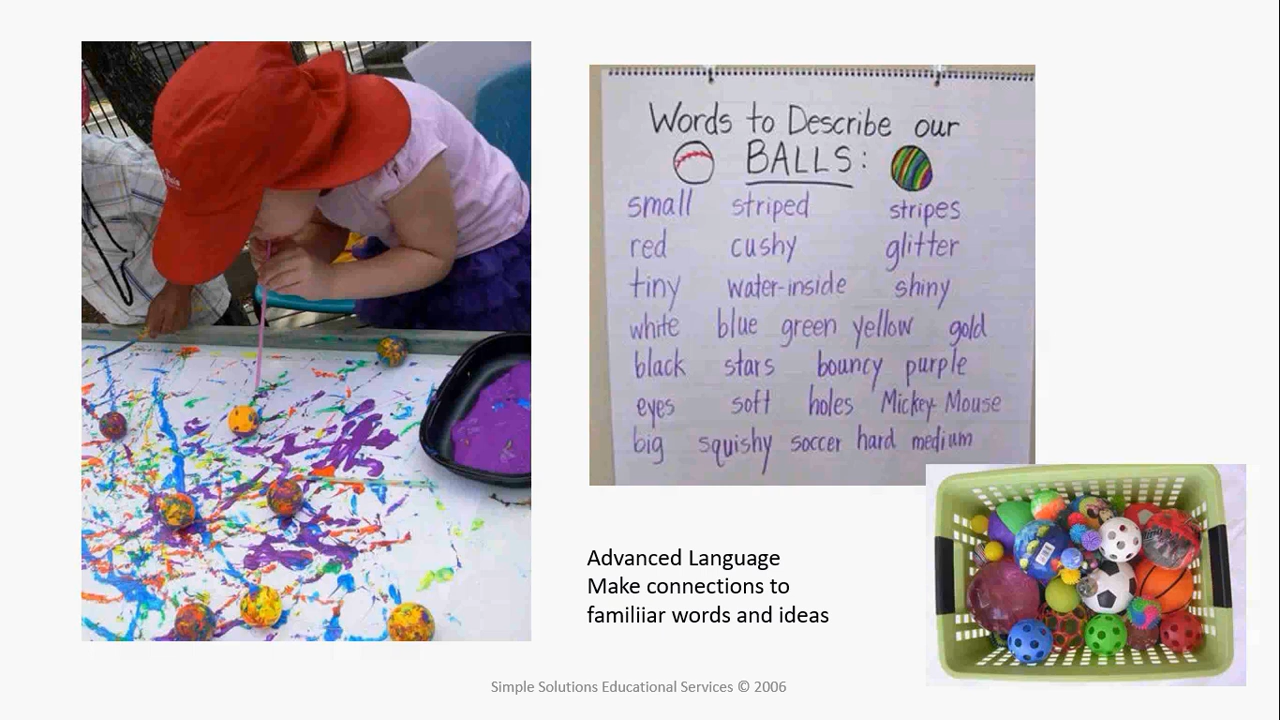 Words to Describe our
BALLS:
small striped stripes
red cushy glitter
tiny water-inside shiny
white blue green yellow gold
black stars bouncy purple
eyes soft holes Mickey-Mouse
big squishy soccer hard medium
Advanced Language
Make connections to
familiiar words and ideas
Simple Solutions Educational Services © 2006